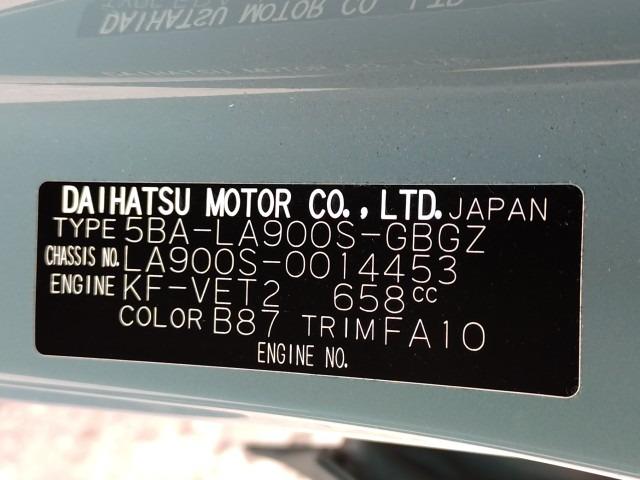 DAIHATSU MOTOR CO., LTD. JAPAN
TYPE 5BA-LA900S-GBGZ
CHASSIS NO. LA900S-0014453
ENGINE KF-VET2 658cc
COLOR B87 TRIM FA10
ENGINE NO.